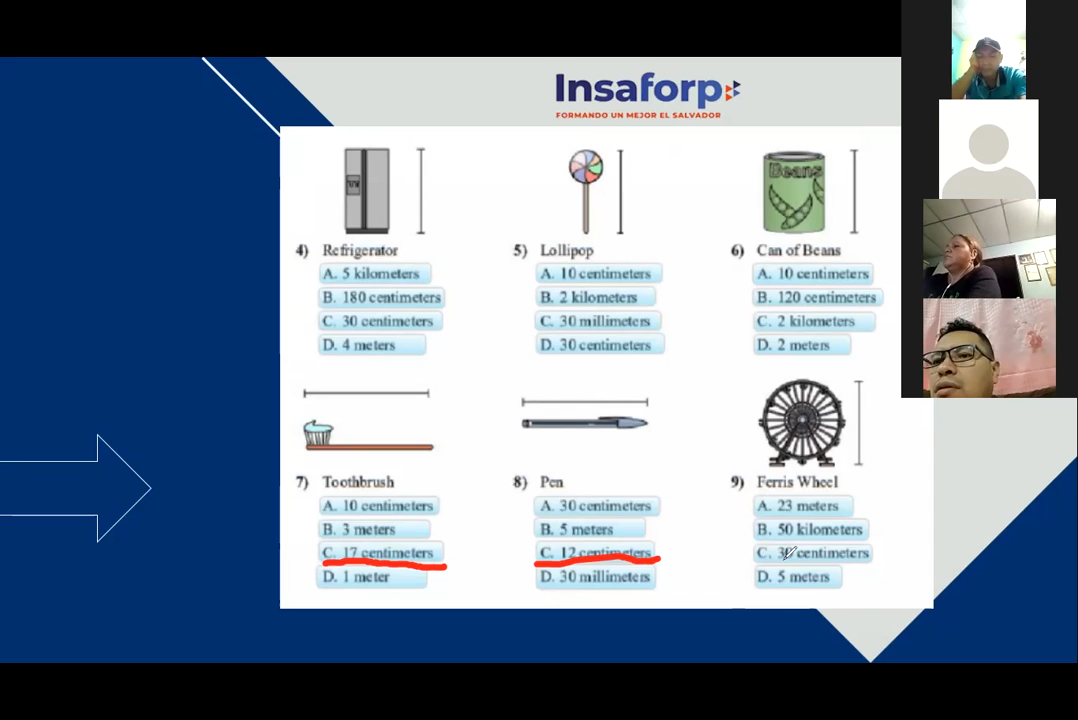 Insaforp
FORMANDO UN MEJOR EL SALVADOR
Beans
4) Refrigerator
A. 5 kilometers
B. 180 centimeters
C. 30 centimeters
D. 4 meters
5) Lollipop
A. 10 centimeters
B. 2 kilometers
C. 30 millimeters
D. 30 centimeters
6) Can of Beans
A. 10 centimeters
B. 120 centimeters
C. 2 kilometers
D. 2 meters
7) Toothbrush
A. 10 centimeters
B. 3 meters
C. 17 centimeters
D. 1 meter
8) Pen
A. 30 centimeters
B. 5 meters
C. 12 centimeters
D. 30 millimeters
9) Ferris Wheel
A. 23 meters
B. 50 kilometers
C. centimeters
D. 5 meters